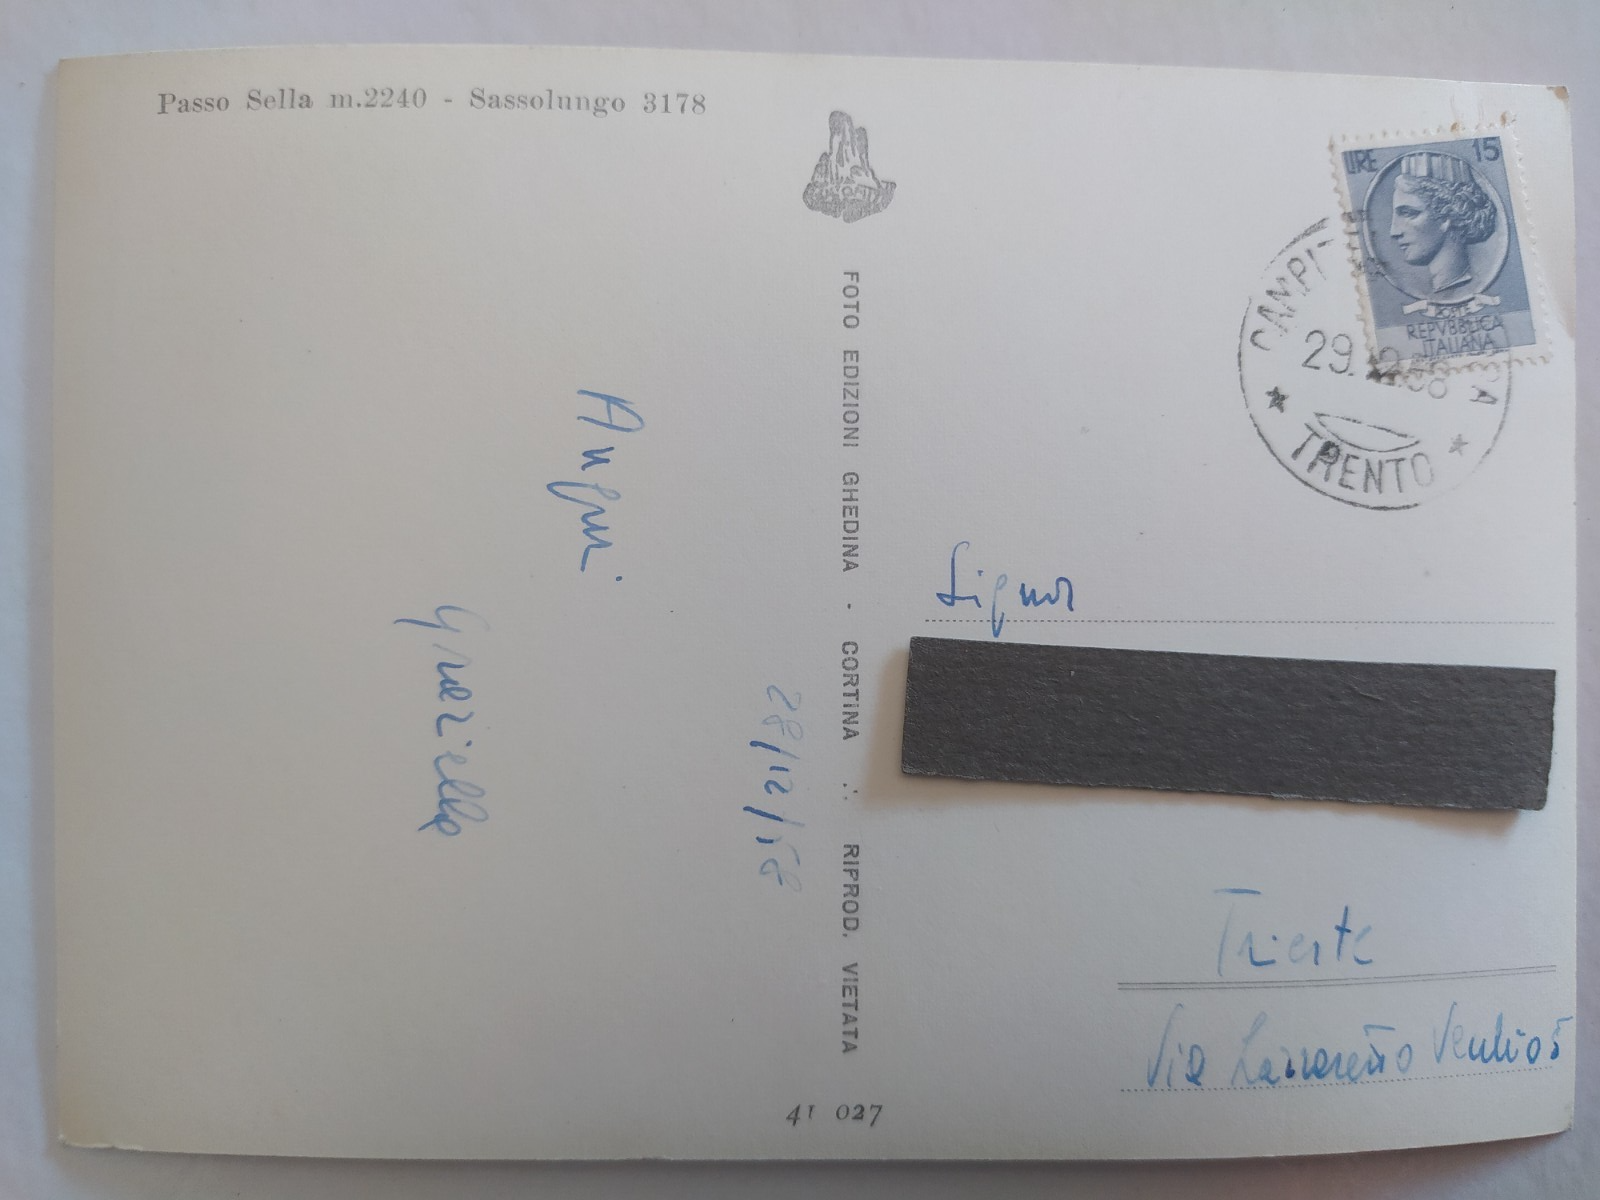 Passo Sella m.2240 - Sassolungo 3178
LIRE 15
POSTE
REPVBBLICA
ITALIANA
29.12.58
TRENTO
FOTO EDIZIONI GHEDINA - CORTINA ∴ RIPROD. VIETATA
Auguri
Graziella
28/12/58
Signor
Trieste
Via Lazzaretto Vecchio 5
41 027